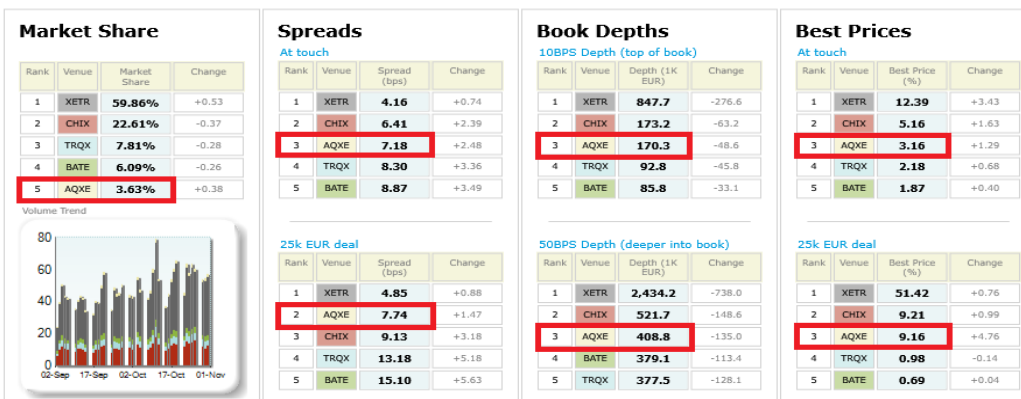 Market Share
Rank Venue Market Share Change
1 XETR 59.86% +0.53
2 CHIX 22.61% -0.37
3 TRQX 7.81% -0.28
4 BATE 6.09% -0.26
5 AQXE 3.63% +0.38
Volume Trend
80
60
40
20
0
02-Sep 17-Sep 02-Oct 17-Oct 01-Nov
Spreads
At touch
Rank Venue Spread (bps) Change
1 XETR 4.16 +0.74
2 CHIX 6.41 +2.39
3 AQXE 7.18 +2.48
4 TRQX 8.30 +3.36
5 BATE 8.87 +3.49
25k EUR deal
Rank Venue Spread (bps) Change
1 XETR 4.85 +0.88
2 AQXE 7.74 +1.47
3 CHIX 9.13 +3.18
4 TRQX 13.18 +5.18
5 BATE 15.10 +5.63
Book Depths
10BPS Depth (top of book)
Rank Venue Depth (1K EUR) Change
1 XETR 847.7 -276.6
2 CHIX 173.2 -63.2
3 AQXE 170.3 -48.6
4 TRQX 92.8 -45.8
5 BATE 85.8 -33.1
50BPS Depth (deeper into book)
Rank Venue Depth (1K EUR) Change
1 XETR 2,434.2 -738.0
2 CHIX 521.7 -148.6
3 AQXE 408.8 -135.0
4 BATE 379.1 -113.4
5 TRQX 377.5 -128.1
Best Prices
At touch
Rank Venue Best Price (%) Change
1 XETR 12.39 +3.43
2 CHIX 5.16 +1.63
3 AQXE 3.16 +1.29
4 TRQX 2.18 +0.68
5 BATE 1.87 +0.40
25k EUR deal
Rank Venue Best Price (%) Change
1 XETR 51.42 +0.76
2 CHIX 9.21 +0.99
3 AQXE 9.16 +4.76
4 TRQX 0.98 -0.14
5 BATE 0.69 +0.04